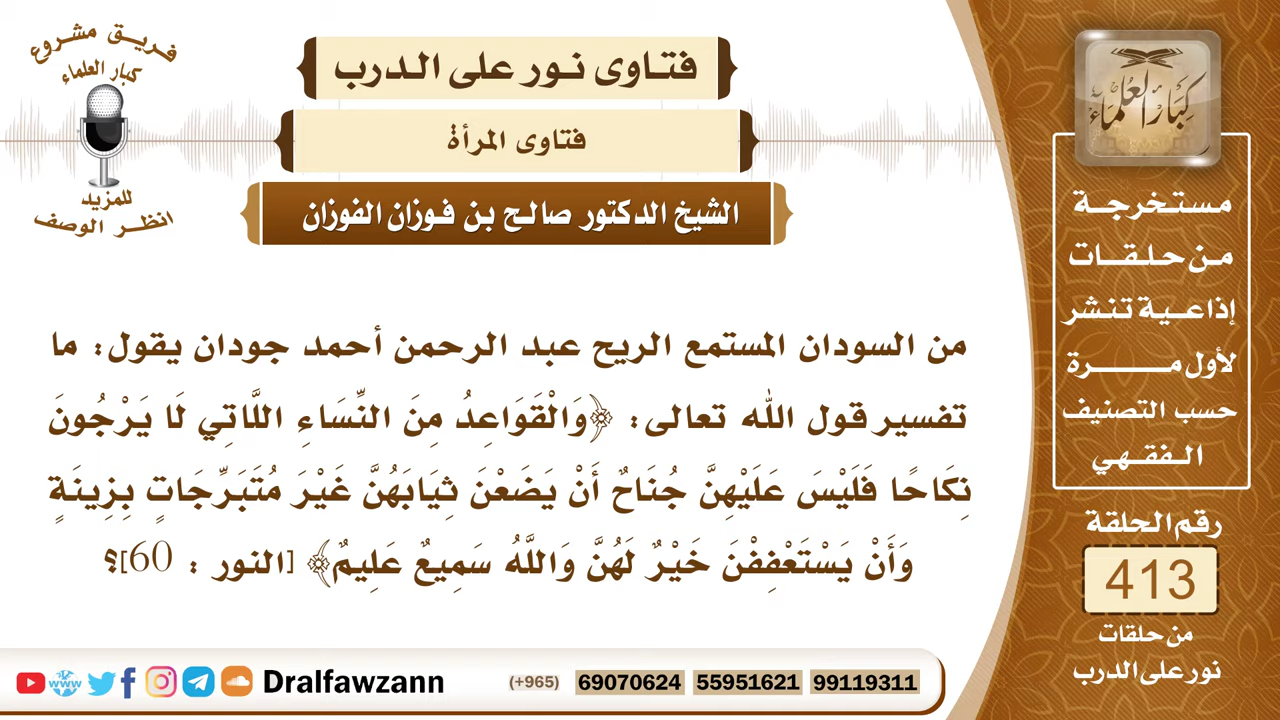 فتاوى نور على الدرب
فتاوى المرأة
الشيخ الدكتور صالح بن فوزان الفوزان
فريق مشروع
كبار العلماء
للمزيد
انظر الوصف
كبار العلماء
مستخرجة
من حلقات
إذاعية تنشر
لأول مرة
حسب التصنيف
الفقهي
رقم الحلقة
413
من حلقات
نور على الدرب
من السودان المستمع الريح عبد الرحمن أحمد جودان يقول: ما
تفسير قول الله تعالى: ﴿وَالْقَوَاعِدُ مِنَ النِّسَاءِ اللَّاتِي لَا يَرْجُونَ
نِكَاحًا فَلَيْسَ عَلَيْهِنَّ جُنَاحٌ أَنْ يَضَعْنَ ثِيَابَهُنَّ غَيْرَ مُتَبَرِّجَاتٍ بِزِينَةٍ
وَأَنْ يَسْتَعْفِفْنَ خَيْرٌ لَهُنَّ وَاللَّهُ سَمِيعٌ عَلِيمٌ﴾ [النور : 60]؟
www Dralfawzann (+965) 69070624 55951621 99119311